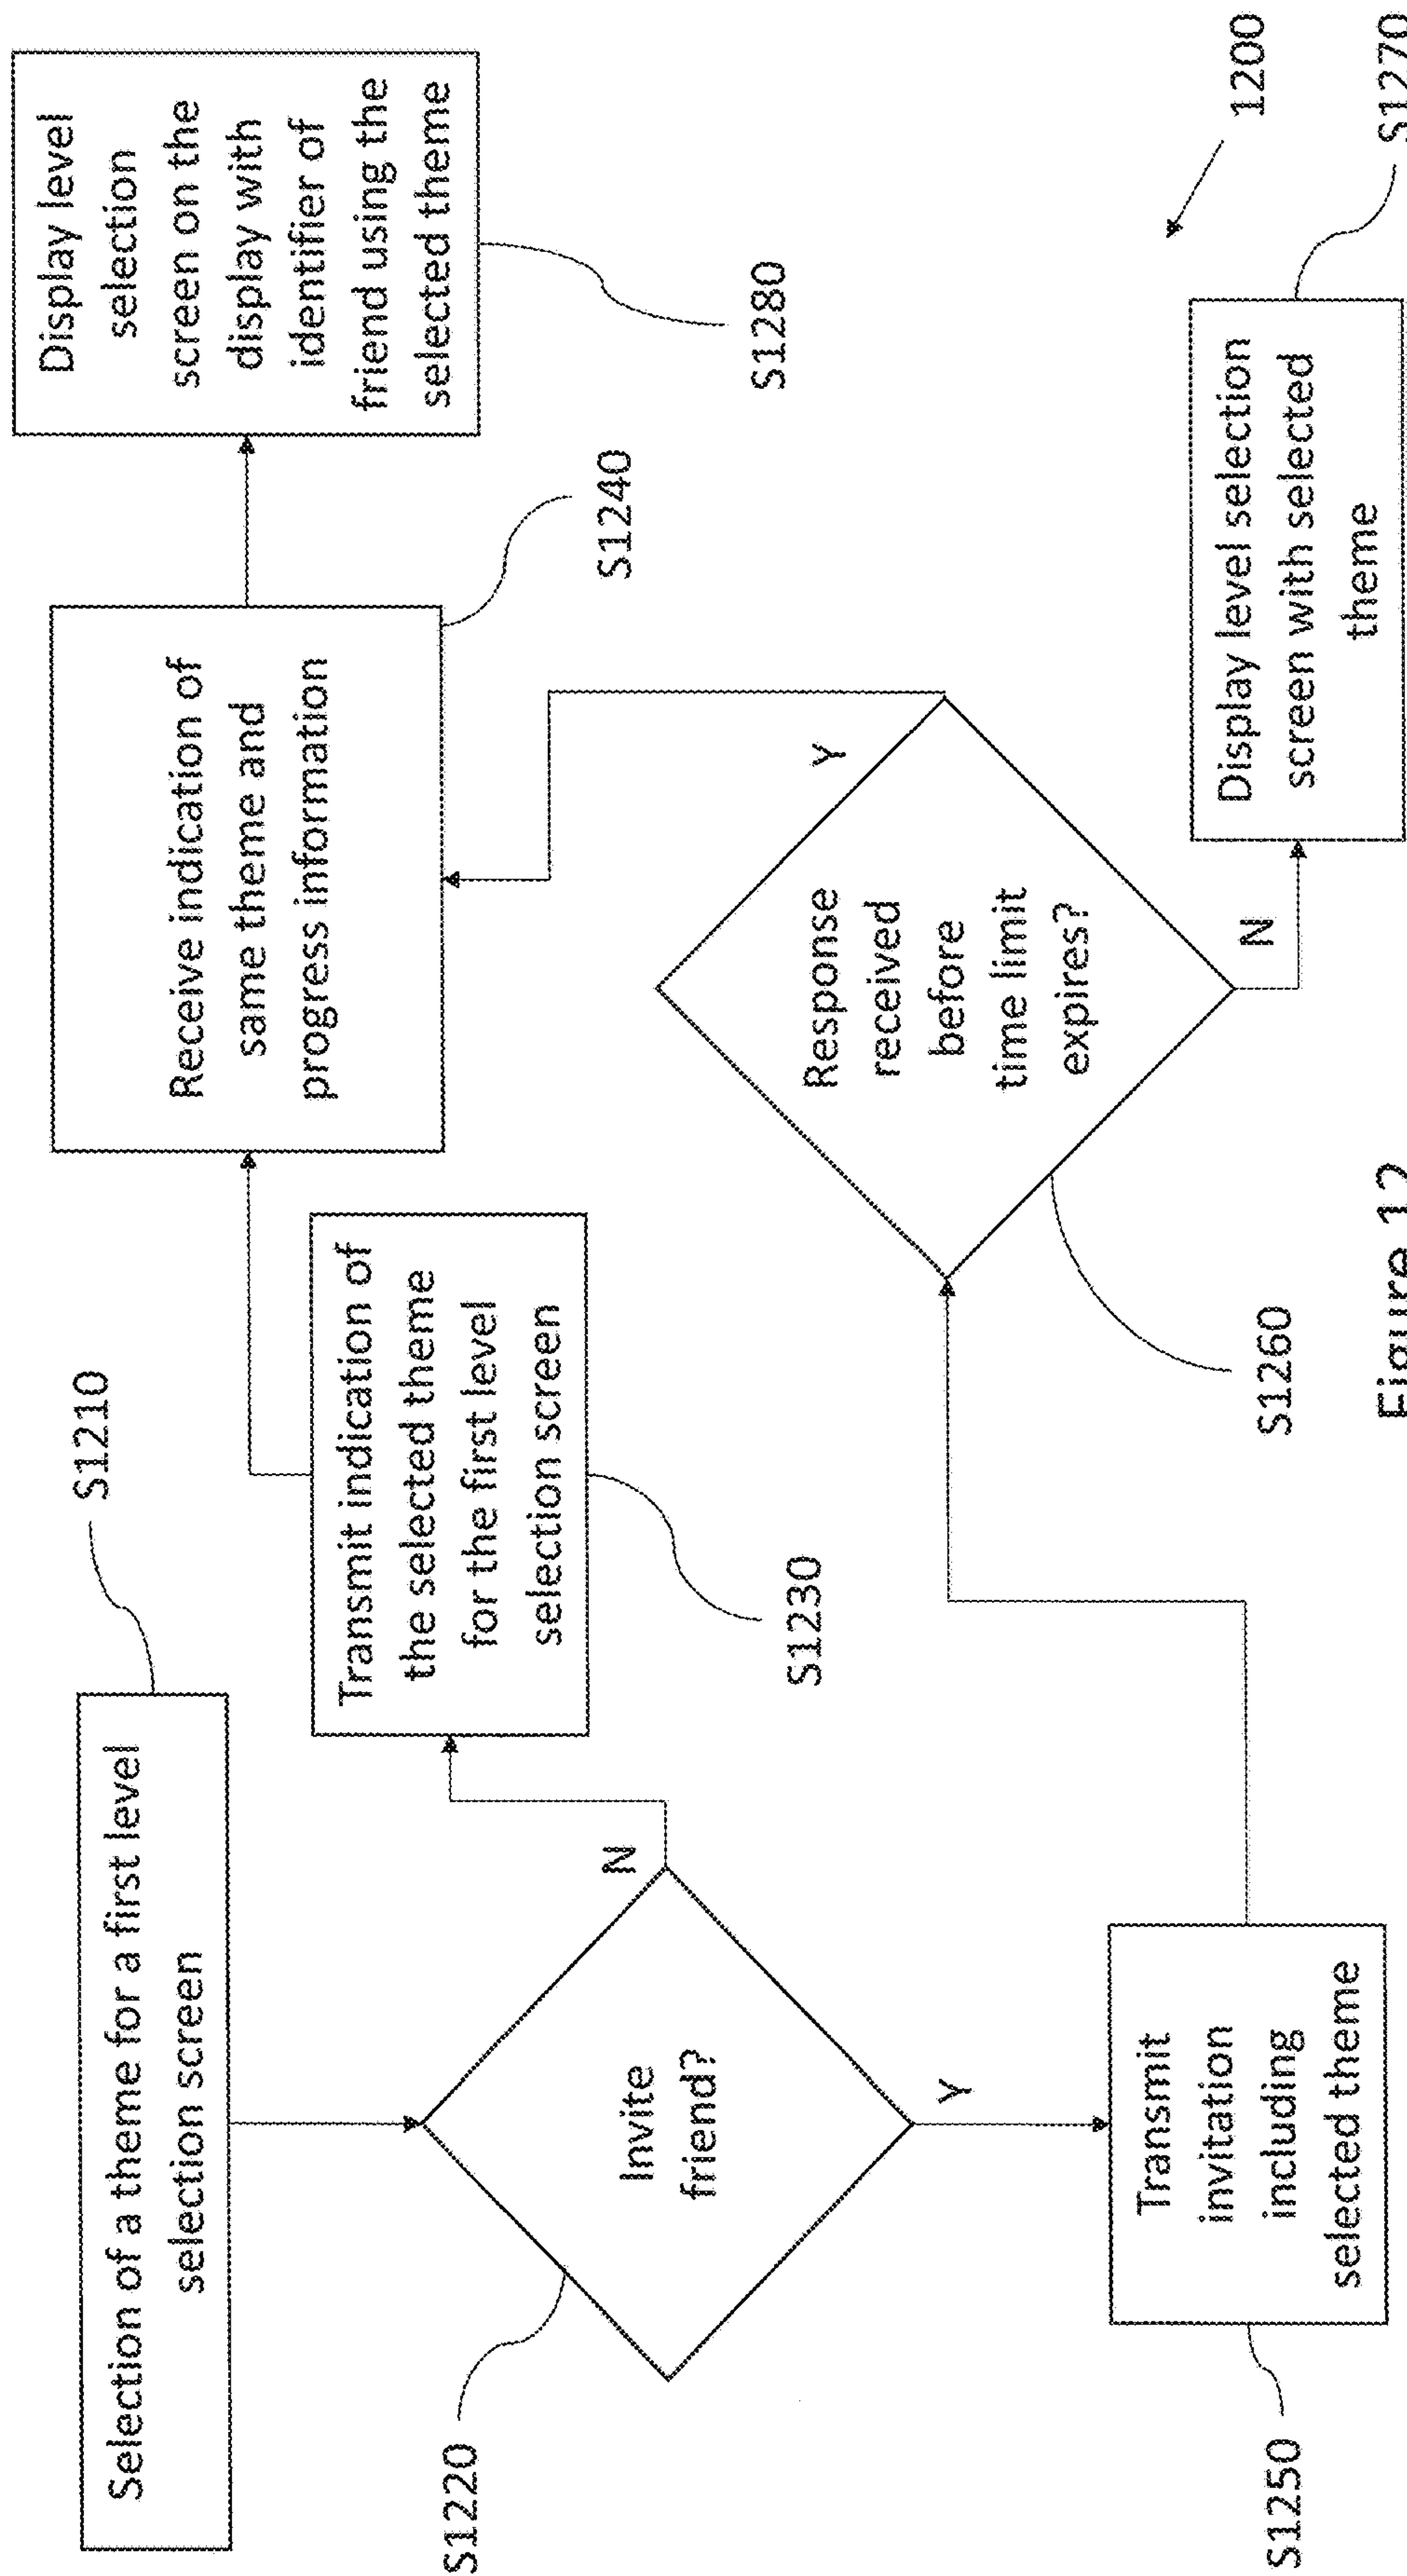 Selection of a theme for a first level
selection screen
S1210
Invite
friend?
S1220
N
Y
Transmit indication of
the selected theme
for the first level
selection screen
S1230
Receive indication of
same theme and
progress information
S1240
Display level
selection
screen on the
display with
identifier of
friend using the
selected theme
S1280
Transmit
invitation
including
selected theme
S1250
Response
received
before
time limit
expires?
S1260
Y
N
Display level selection
screen with selected
theme
S1270
1200
Figure 12